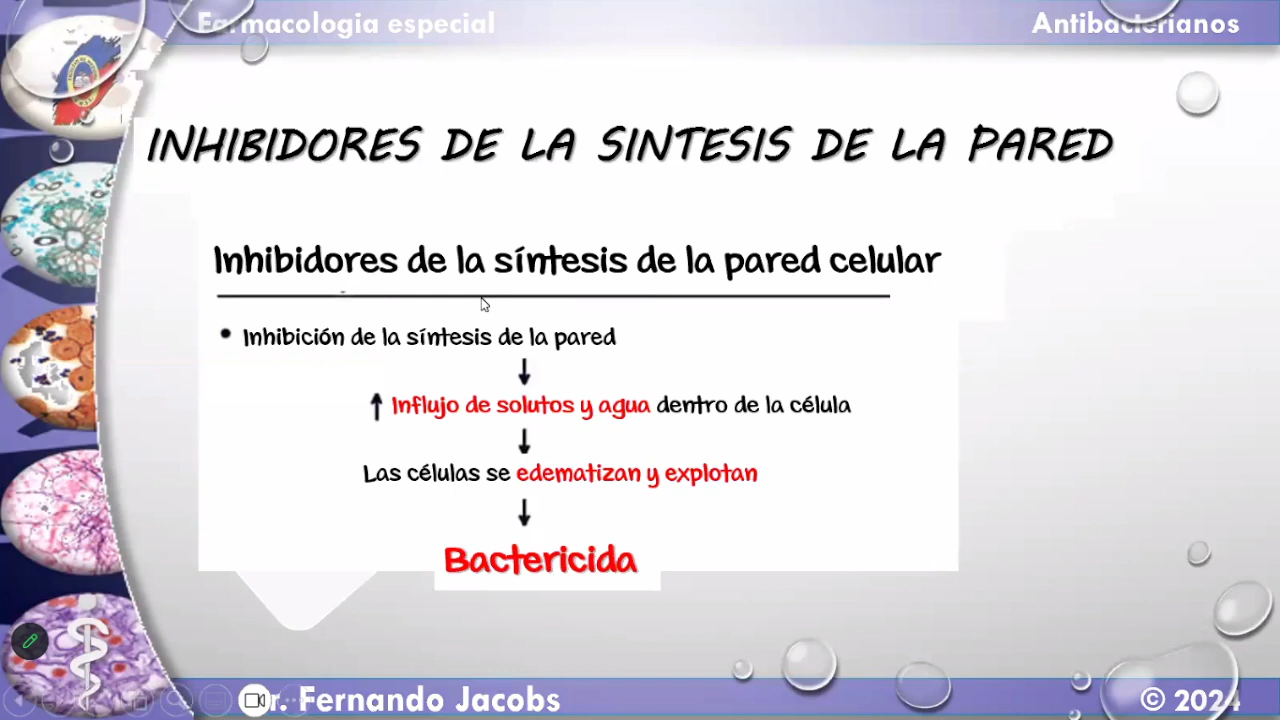 Farmacología especial
Antibacterianos
INHIBIDORES DE LA SINTESIS DE LA PARED
Inhibidores de la síntesis de la pared celular
• Inhibición de la síntesis de la pared
↓
↑ Influjo de solutos y agua dentro de la célula
↓
Las células se edematizan y explotan
↓
Bactericida
Dr. Fernando Jacobs
© 2024